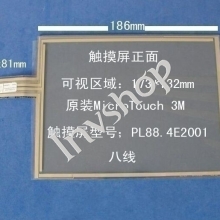 186mm
81mm
触摸屏正面
可视区域: 173*132mm
原装MicroTouch 3M
触摸屏型号: PL88.4E2001
八线
Invshop